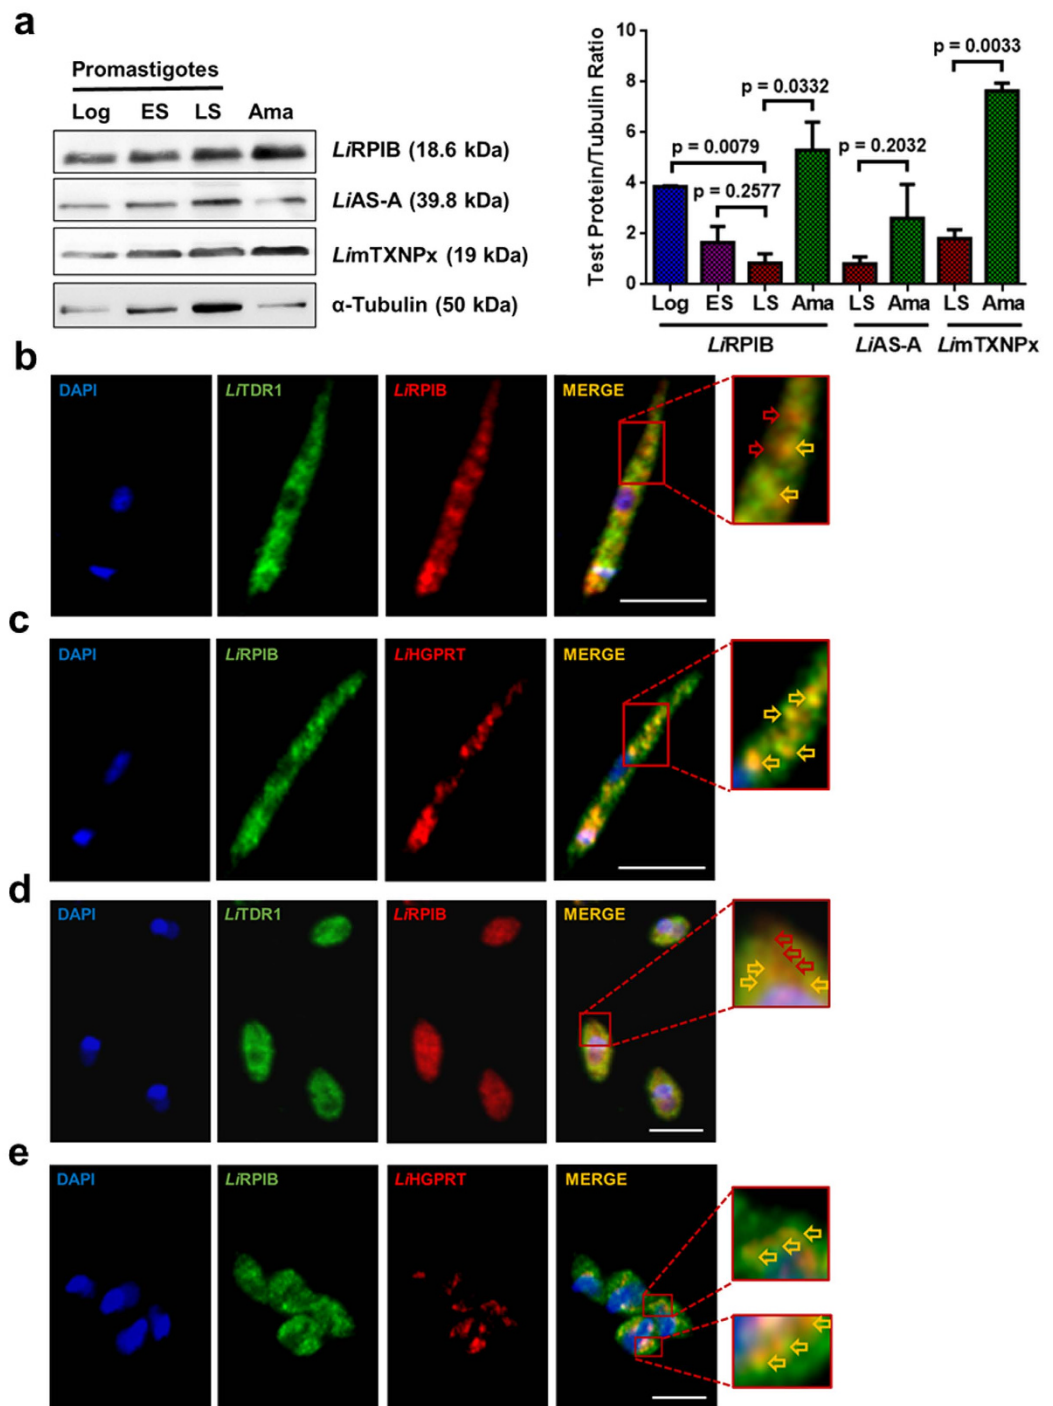 a
Promastigotes
Log ES LS Ama
LiRPIB (18.6 kDa)
LiAS-A (39.8 kDa)
LimTXNPx (19 kDa)
α-Tubulin (50 kDa)
Test Protein/Tubulin Ratio
10
8
6
4
2
0
p = 0.0079
p = 0.2577
p = 0.0332
p = 0.2032
p = 0.0033
Log ES LS Ama LS Ama LS Ama
LiRPIB LiAS-A LimTXNPx
b
DAPI LiTDR1 LiRPIB MERGE
c
DAPI LiRPIB LiHGPRT MERGE
d
DAPI LiTDR1 LiRPIB MERGE
e
DAPI LiRPIB LiHGPRT MERGE